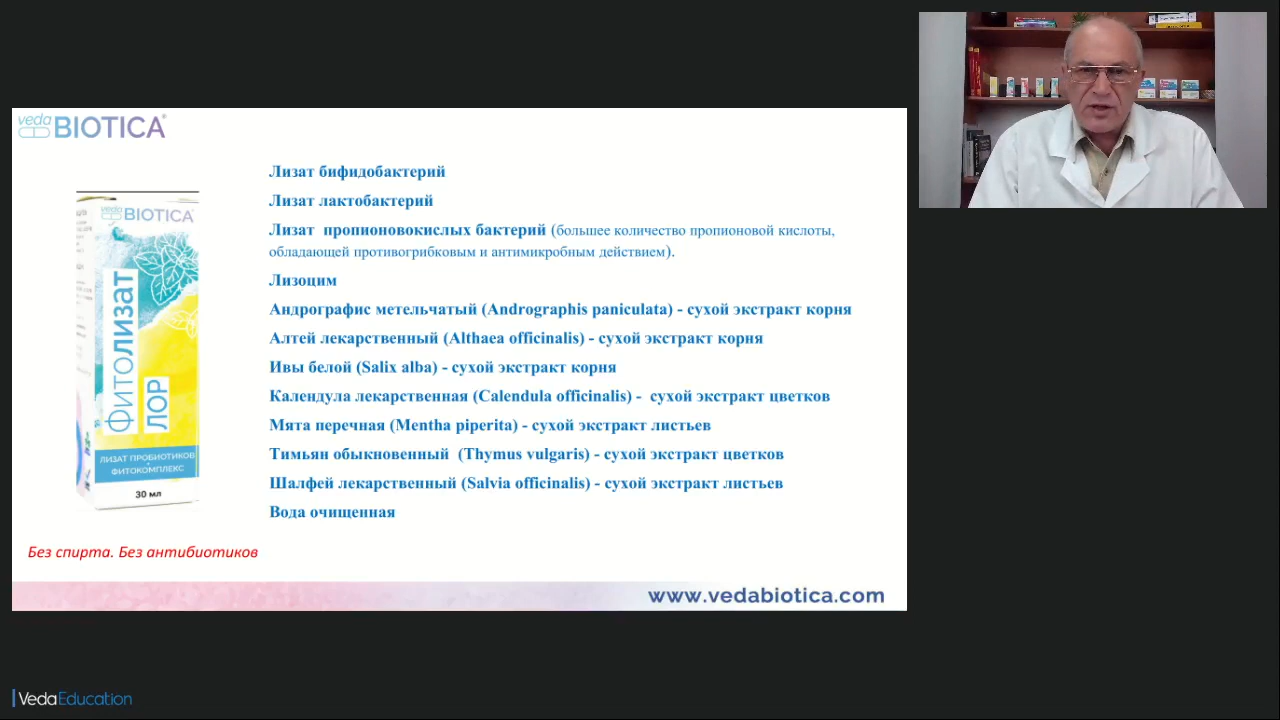 veda BIOTICA®
Лизат бифидобактерий
Лизат лактобактерий
Лизат пропионовокислых бактерий (большее количество пропионовой кислоты,
обладающей противогрибковым и антимикробным действием).
Лизоцим
Андрографис метельчатый (Andrographis paniculata) - сухой экстракт корня
Алтей лекарственный (Althaea officinalis) - сухой экстракт корня
Ивы белой (Salix alba) - сухой экстракт корня
Календула лекарственная (Calendula officinalis) - сухой экстракт цветков
Мята перечная (Mentha piperita) - сухой экстракт листьев
Тимьян обыкновенный (Thymus vulgaris) - сухой экстракт цветков
Шалфей лекарственный (Salvia officinalis) - сухой экстракт листьев
Вода очищенная
veda BIOTICA®
ФитоЛИЗАТ
ЛОР
ЛИЗАТ ПРОБИОТИКОВ
+
ФИТОКОМПЛЕКС
30 мл
Без спирта. Без антибиотиков
www.vedabiotica.com
VedaEducation